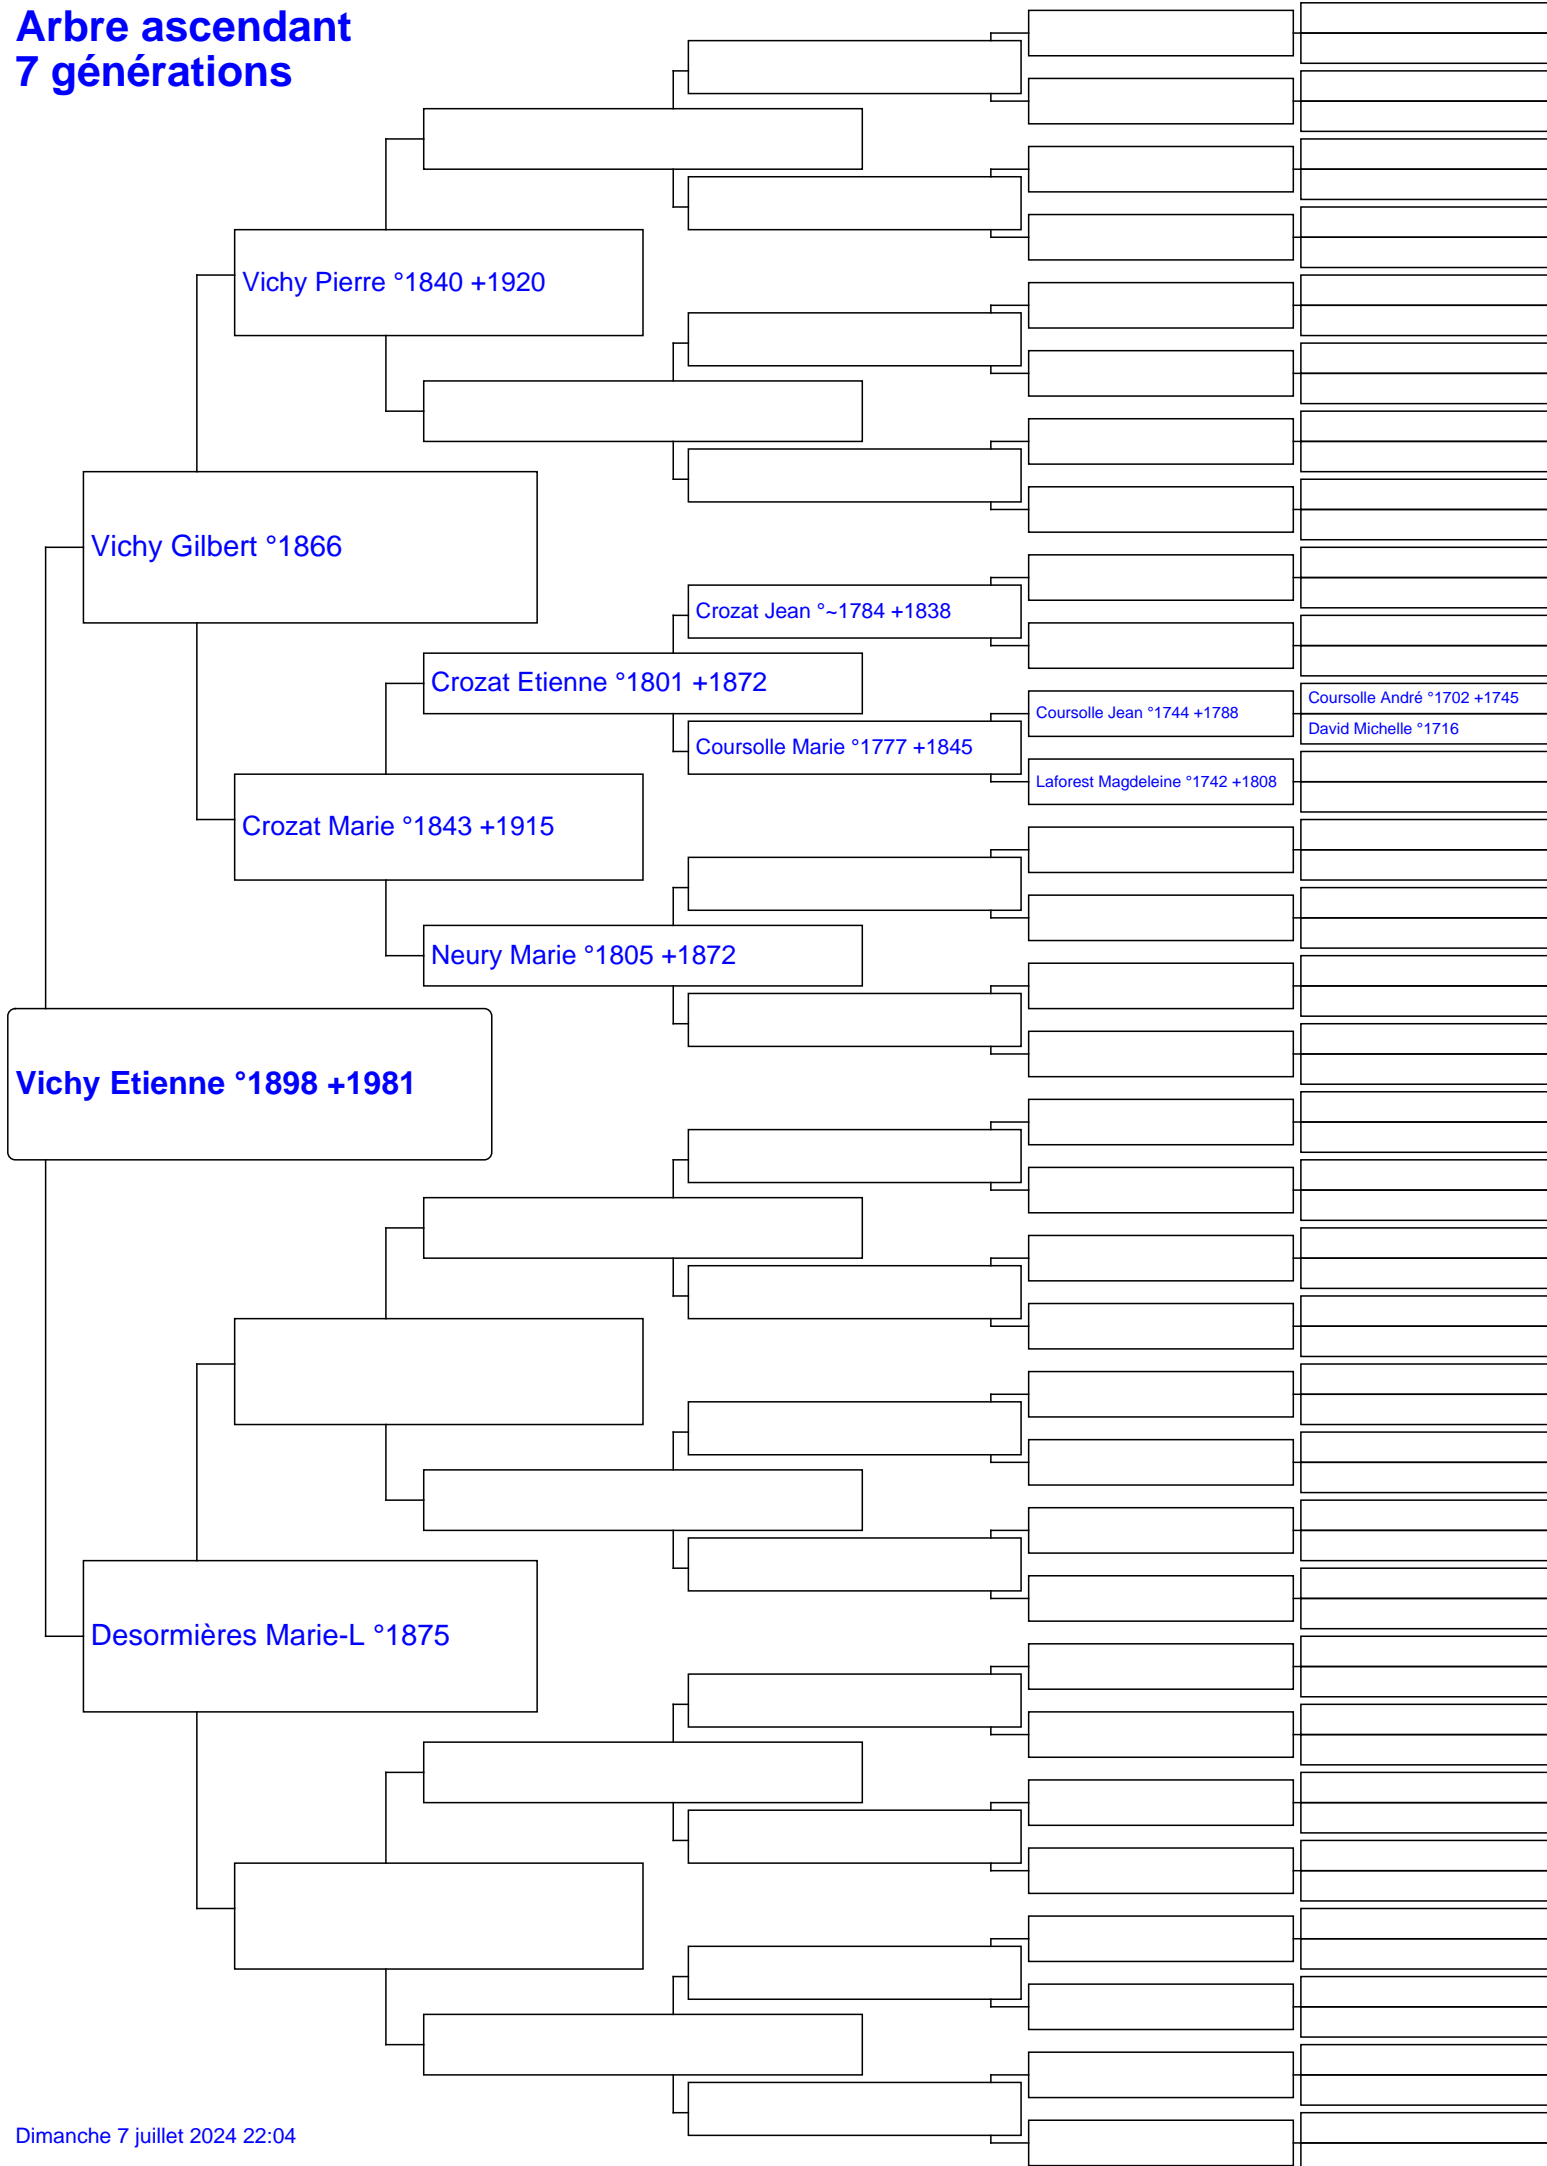 Arbre ascendant
7 générations
Vichy Pierre °1840 +1920
Vichy Gilbert °1866
Crozat Jean °~1784 +1838
Crozat Etienne °1801 +1872
Coursolle Jean °1744 +1788
Coursolle André °1702 +1745
David Michelle °1716
Coursolle Marie °1777 +1845
Laforest Magdeleine °1742 +1808
Crozat Marie °1843 +1915
Neury Marie °1805 +1872
Vichy Etienne °1898 +1981
Desormières Marie-L °1875
Dimanche 7 juillet 2024 22:04